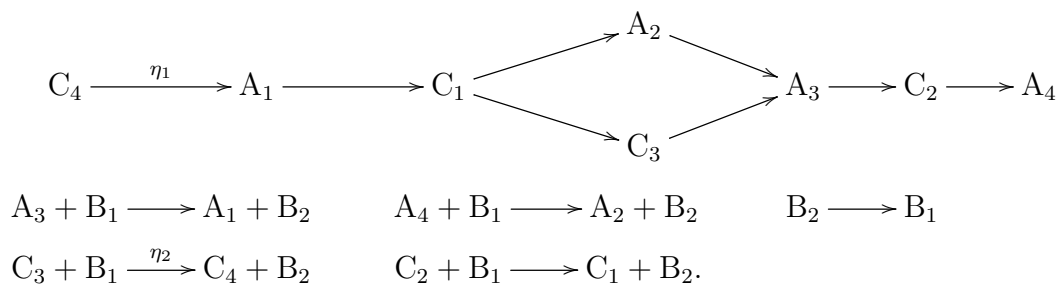 A₂
C₄ —η₁→ A₁ → C₁ A₃ → C₂ → A₄
C₃
A₃ + B₁ → A₁ + B₂ A₄ + B₁ → A₂ + B₂ B₂ → B₁
C₃ + B₁ —η₂→ C₄ + B₂ C₂ + B₁ → C₁ + B₂.